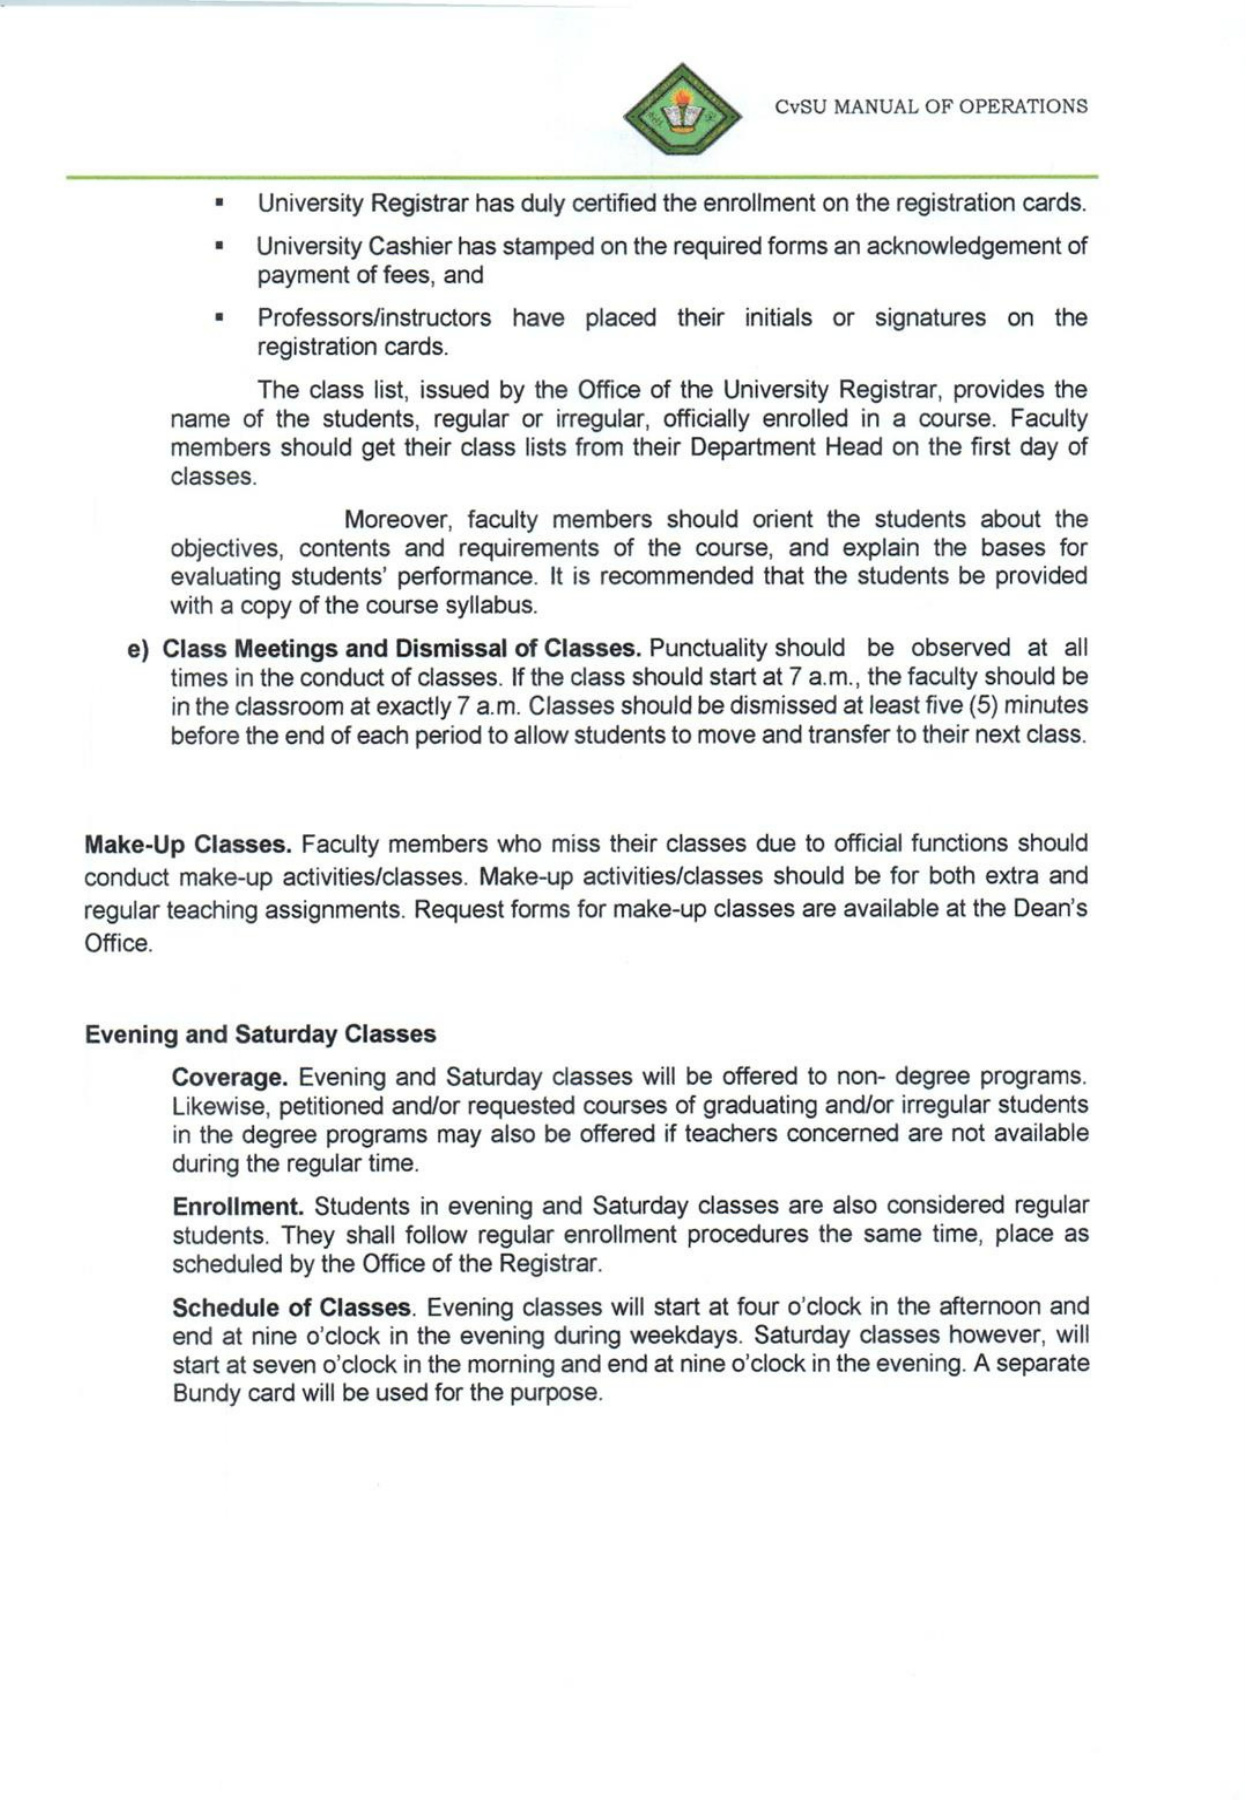 CvSU MANUAL OF OPERATIONS
▪ University Registrar has duly certified the enrollment on the registration cards.
▪ University Cashier has stamped on the required forms an acknowledgement of
payment of fees, and
▪ Professors/instructors have placed their initials or signatures on the
registration cards.
The class list, issued by the Office of the University Registrar, provides the
name of the students, regular or irregular, officially enrolled in a course. Faculty
members should get their class lists from their Department Head on the first day of
classes.
Moreover, faculty members should orient the students about the
objectives, contents and requirements of the course, and explain the bases for
evaluating students' performance. It is recommended that the students be provided
with a copy of the course syllabus.
e) Class Meetings and Dismissal of Classes. Punctuality should be observed at all
times in the conduct of classes. If the class should start at 7 a.m., the faculty should be
in the classroom at exactly 7 a.m. Classes should be dismissed at least five (5) minutes
before the end of each period to allow students to move and transfer to their next class.
Make-Up Classes. Faculty members who miss their classes due to official functions should
conduct make-up activities/classes. Make-up activities/classes should be for both extra and
regular teaching assignments. Request forms for make-up classes are available at the Dean's
Office.
Evening and Saturday Classes
Coverage. Evening and Saturday classes will be offered to non- degree programs.
Likewise, petitioned and/or requested courses of graduating and/or irregular students
in the degree programs may also be offered if teachers concerned are not available
during the regular time.
Enrollment. Students in evening and Saturday classes are also considered regular
students. They shall follow regular enrollment procedures the same time, place as
scheduled by the Office of the Registrar.
Schedule of Classes. Evening classes will start at four o'clock in the afternoon and
end at nine o'clock in the evening during weekdays. Saturday classes however, will
start at seven o'clock in the morning and end at nine o'clock in the evening. A separate
Bundy card will be used for the purpose.